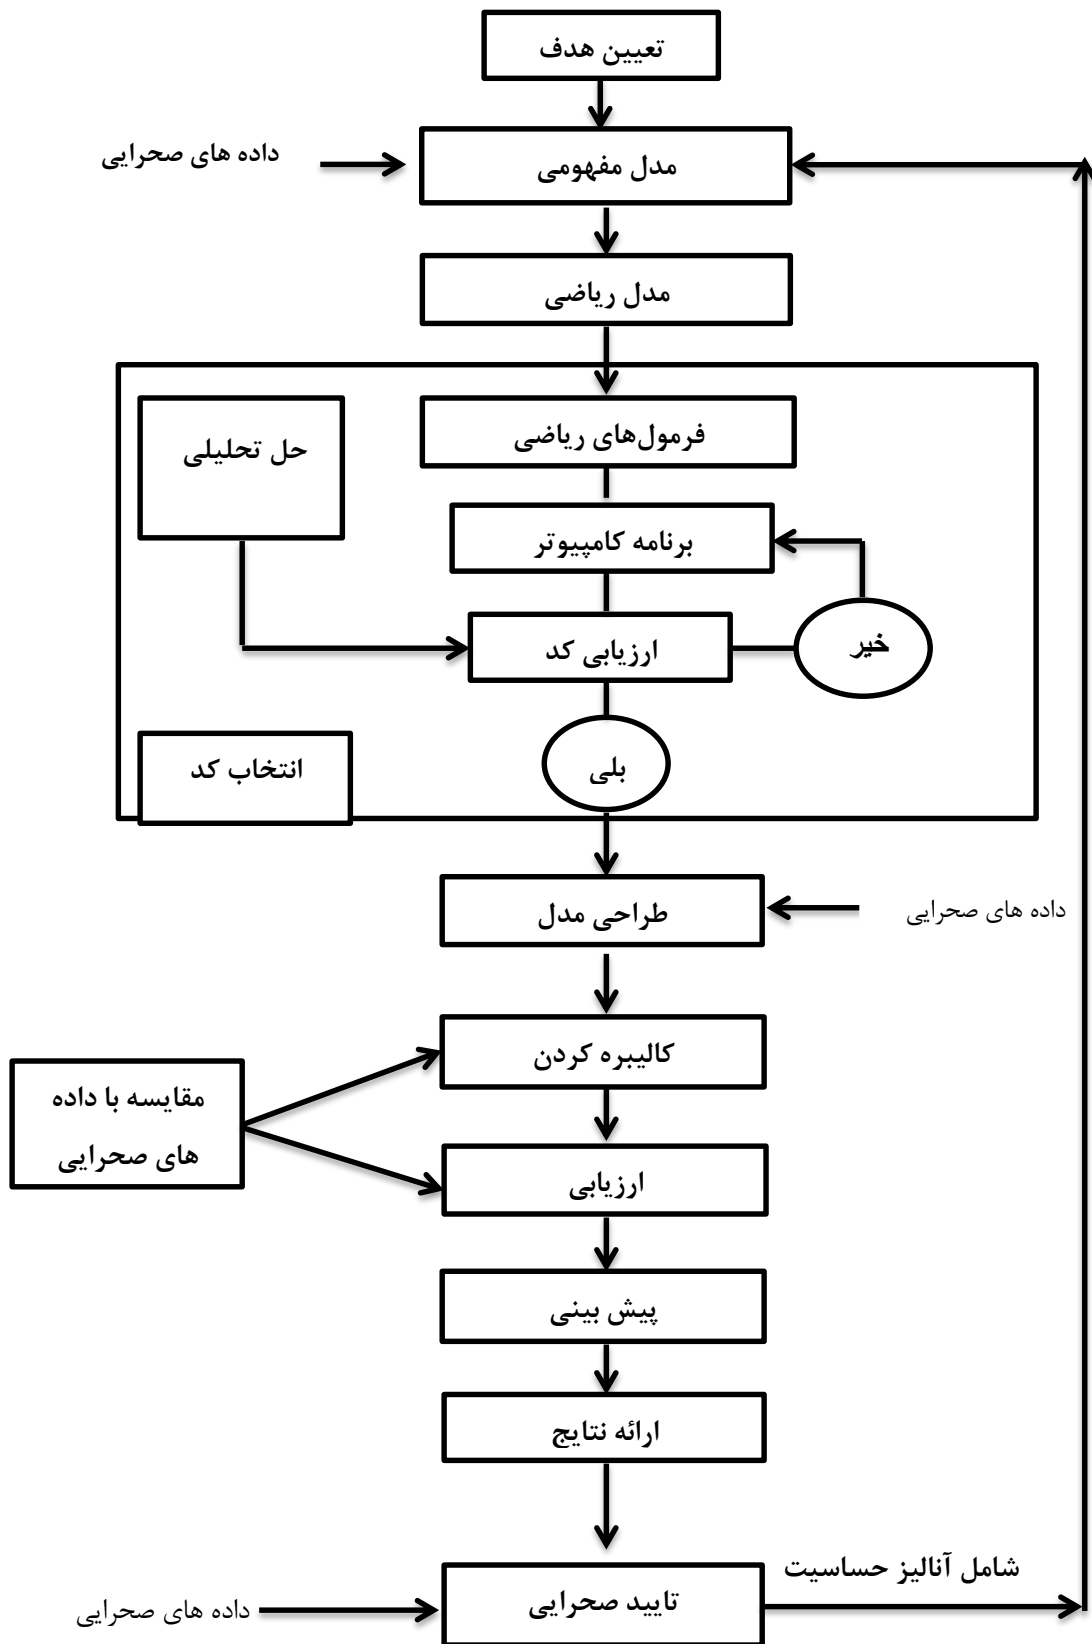 تعیین هدف
داده های صحرایی
مدل مفهومی
مدل ریاضی
حل تحلیلی
فرمول‌های ریاضی
برنامه کامپیوتر
ارزیابی کد
خیر
انتخاب کد
بلی
طراحی مدل
داده های صحرایی
کالیبره کردن
مقایسه با داده
های صحرایی
ارزیابی
پیش بینی
ارائه نتایج
شامل آنالیز حساسیت
تایید صحرایی
داده های صحرایی